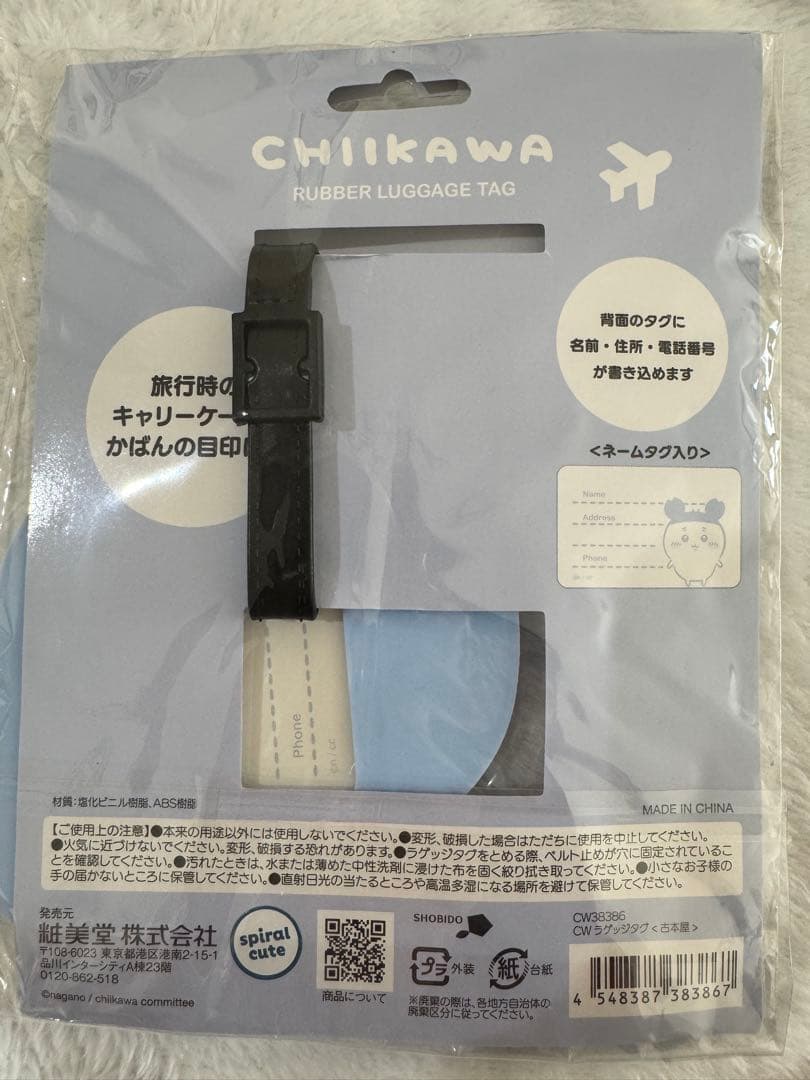 CHIIKAWA
RUBBER LUGGAGE TAG
旅行時の
キャリーケー
かばんの目印に
背面のタグに
名前・住所・電話番号
が書き込めます
<ネームタグ入り>
Name
Address
Phone
Phone
材質:塩化ビニル樹脂、ABS樹脂
MADE IN CHINA
【ご使用上の注意】●本来の用途以外には使用しないでください。●変形、破損した場合はただちに使用を中止してください。
●火気に近づけないでください。変形、破損する恐れがあります。●ラゲッジタグをとめる際、ベルト止めが穴に固定されているこ
とを確認してください。●汚れたときは、水または薄めた中性洗剤に浸けた布を固く絞り拭き取ってください。●小さなお子様の
手の届かないところに保管してください。●直射日光の当たるところや高温多湿になる場所を避けて保管してください。
発売元
粧美堂 株式会社
〒108-6023 東京都港区港南2-15-1
品川インターシティA棟23階
0120-862-518
©nagano / chiikawa committee
spiral
cute
商品について
SHOBIDO
プラ 外装
紙 台紙
※廃棄の際は、各地方自治体の
廃棄区分に従ってください。
CW38386
CWラゲッジタグ<古本屋>
4 548387 383867